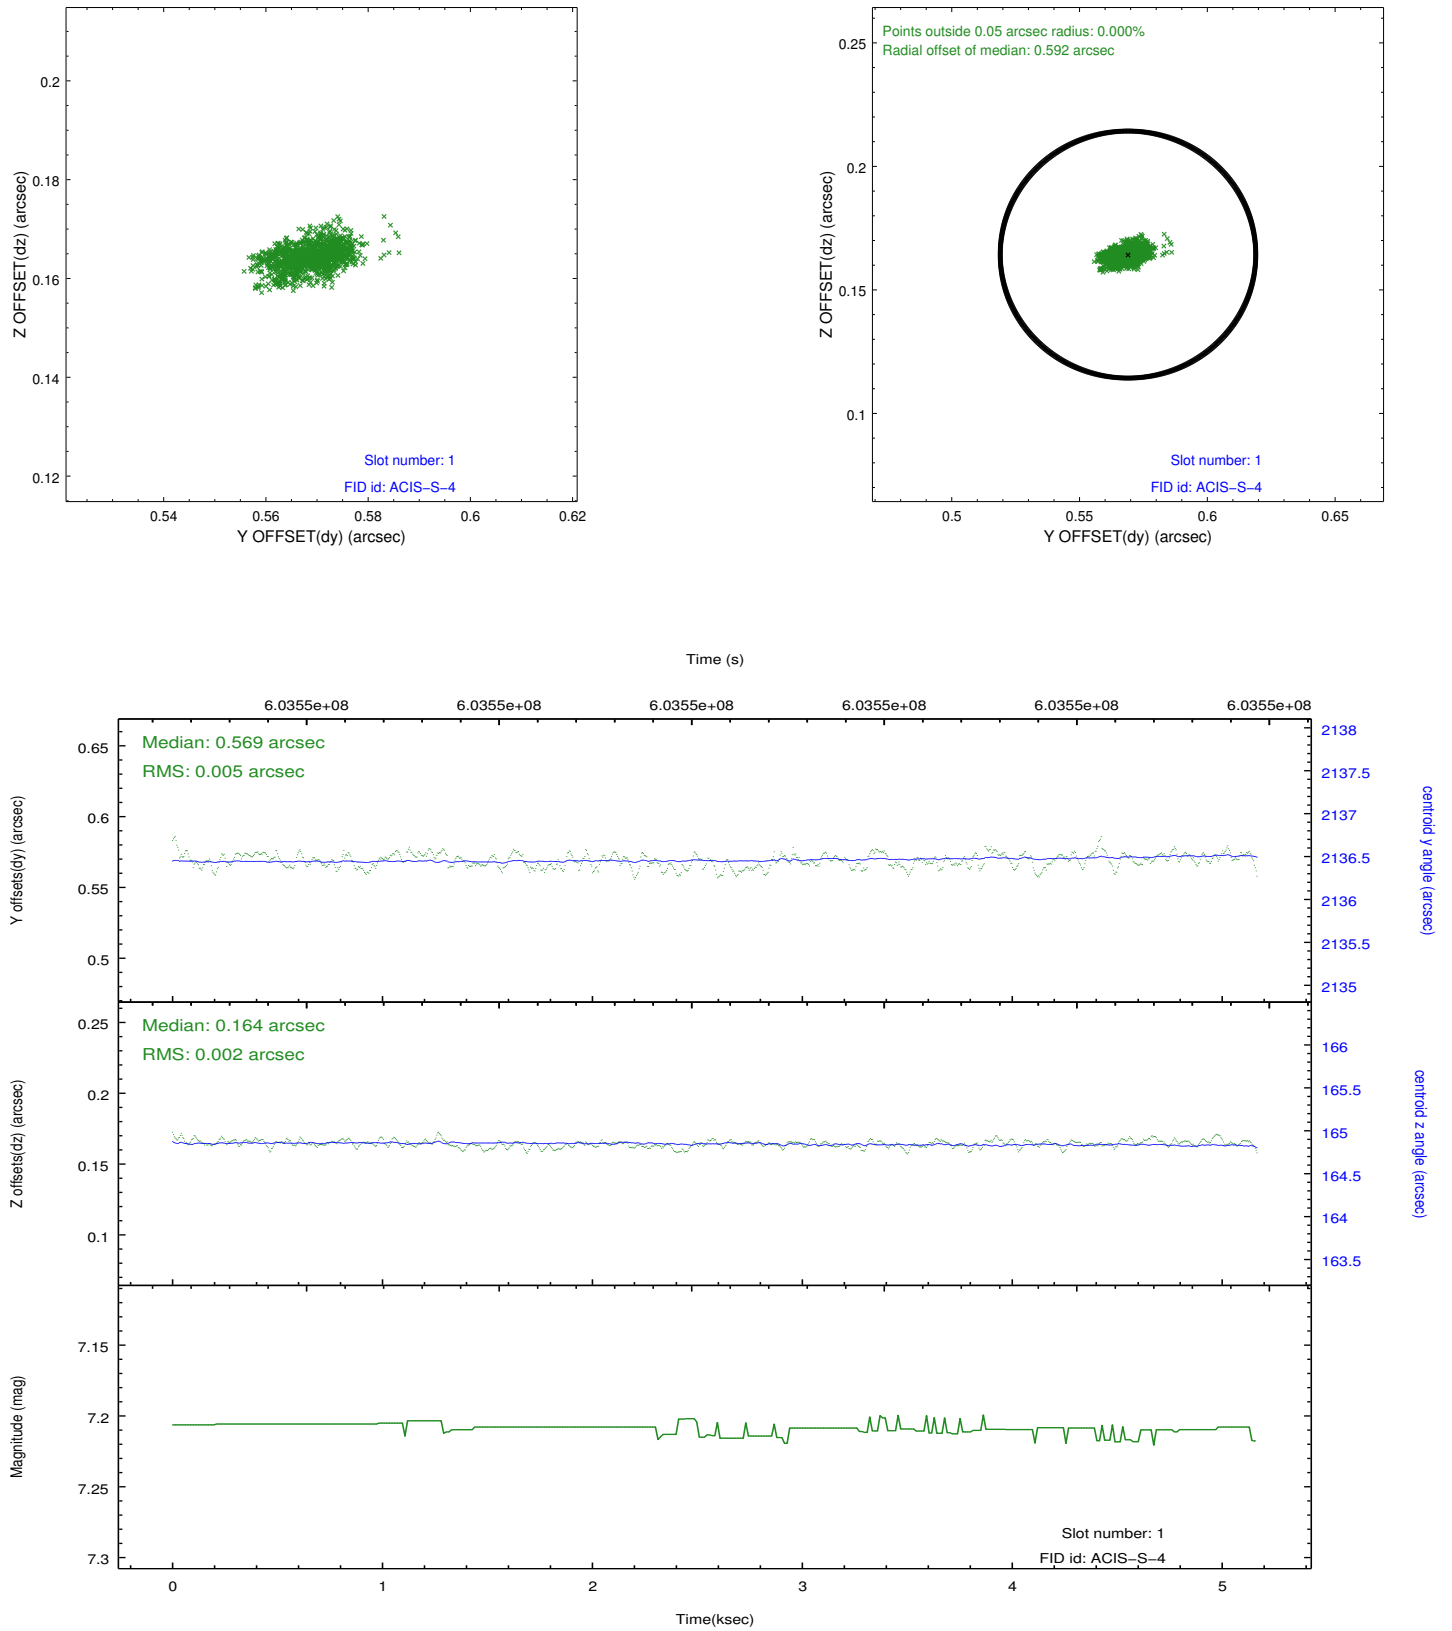 0.2
0.18
0.16
0.14
0.12
Z OFFSET(dz) (arcsec)
Slot number: 1
FID id: ACIS−S−4
0.54 0.56 0.58 0.6 0.62
Y OFFSET(dy) (arcsec)
Points outside 0.05 arcsec radius: 0.000%
Radial offset of median: 0.592 arcsec
0.25
0.2
0.15
0.1
Z OFFSET(dz) (arcsec)
Slot number: 1
FID id: ACIS−S−4
0.5 0.55 0.6 0.65
Y OFFSET(dy) (arcsec)
Time (s)
6.0355e+08 6.0355e+08 6.0355e+08 6.0355e+08 6.0355e+08 6.0355e+08
Median: 0.569 arcsec
RMS: 0.005 arcsec
0.65
0.6
0.55
0.5
Y offsets(dy) (arcsec)
2138
2137.5
2137
2136.5
2136
2135.5
2135
centroid y angle (arcsec)
Median: 0.164 arcsec
RMS: 0.002 arcsec
0.25
0.2
0.15
0.1
Z offsets(dz) (arcsec)
166
165.5
165
164.5
164
163.5
centroid z angle (arcsec)
7.15
7.2
7.25
7.3
Magnitude (mag)
Slot number: 1
FID id: ACIS−S−4
0 1 2 3 4 5
Time(ksec)